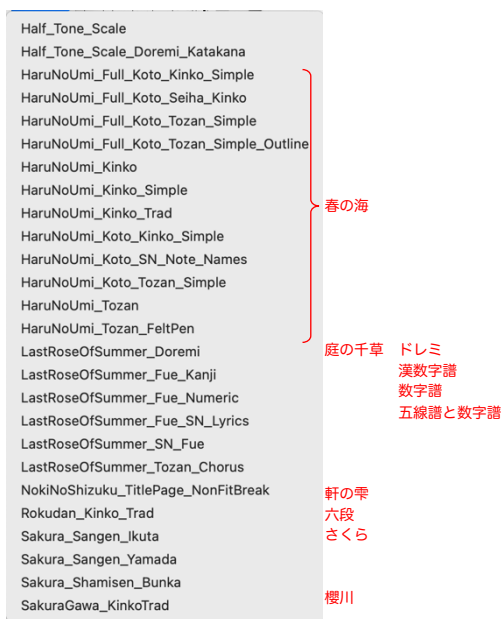 Half_Tone_Scale
Half_Tone_Scale_Doremi_Katakana
HaruNoUmi_Full_Koto_Kinko_Simple
HaruNoUmi_Full_Koto_Seiha_Kinko
HaruNoUmi_Full_Koto_Tozan_Simple
HaruNoUmi_Full_Koto_Tozan_Simple_Outline
HaruNoUmi_Kinko
HaruNoUmi_Kinko_Simple
HaruNoUmi_Kinko_Trad
春の海
HaruNoUmi_Koto_Kinko_Simple
HaruNoUmi_Koto_SN_Note_Names
HaruNoUmi_Koto_Tozan_Simple
HaruNoUmi_Tozan
HaruNoUmi_Tozan_FeltPen
LastRoseOfSummer_Doremi 庭の千草 ドレミ
LastRoseOfSummer_Fue_Kanji 漢数字譜
LastRoseOfSummer_Fue_Numeric 数字譜
LastRoseOfSummer_Fue_SN_Lyrics 五線譜と数字譜
LastRoseOfSummer_SN_Fue
LastRoseOfSummer_Tozan_Chorus
NokiNoShizuku_TitlePage_NonFitBreak 軒の雫
Rokudan_Kinko_Trad 六段
Sakura_Sangen_Ikuta さくら
Sakura_Sangen_Yamada
Sakura_Shamisen_Bunka
SakuraGawa_KinkoTrad 櫻川